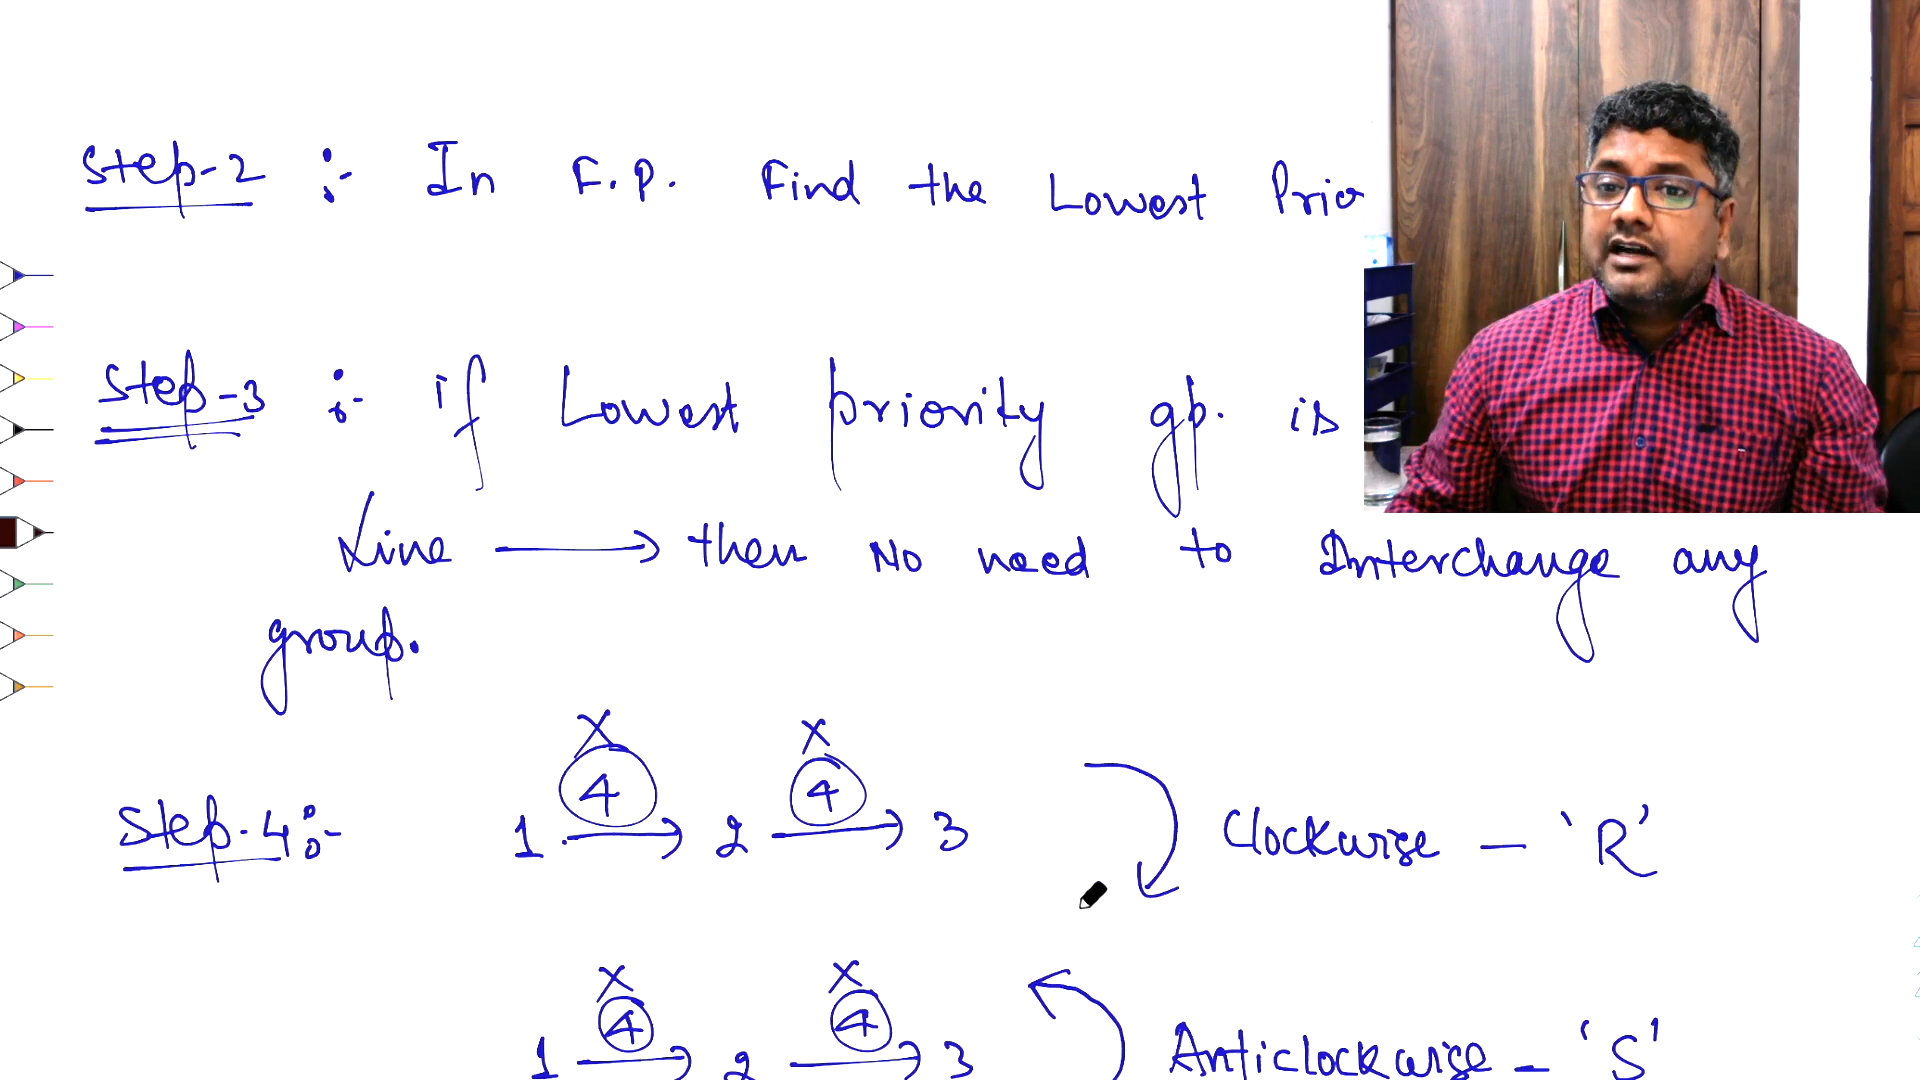 Step-2 :- In F.P. Find the Lowest Prior
Step-3 :- if Lowest priority gp. is
Line → then No need to Interchange any
group.
X X
4 4
Step-4 :- 1 → 2 → 3 Clockwise - 'R'
X X
4 4
1 → 2 → 3 Anticlockwise - 'S'